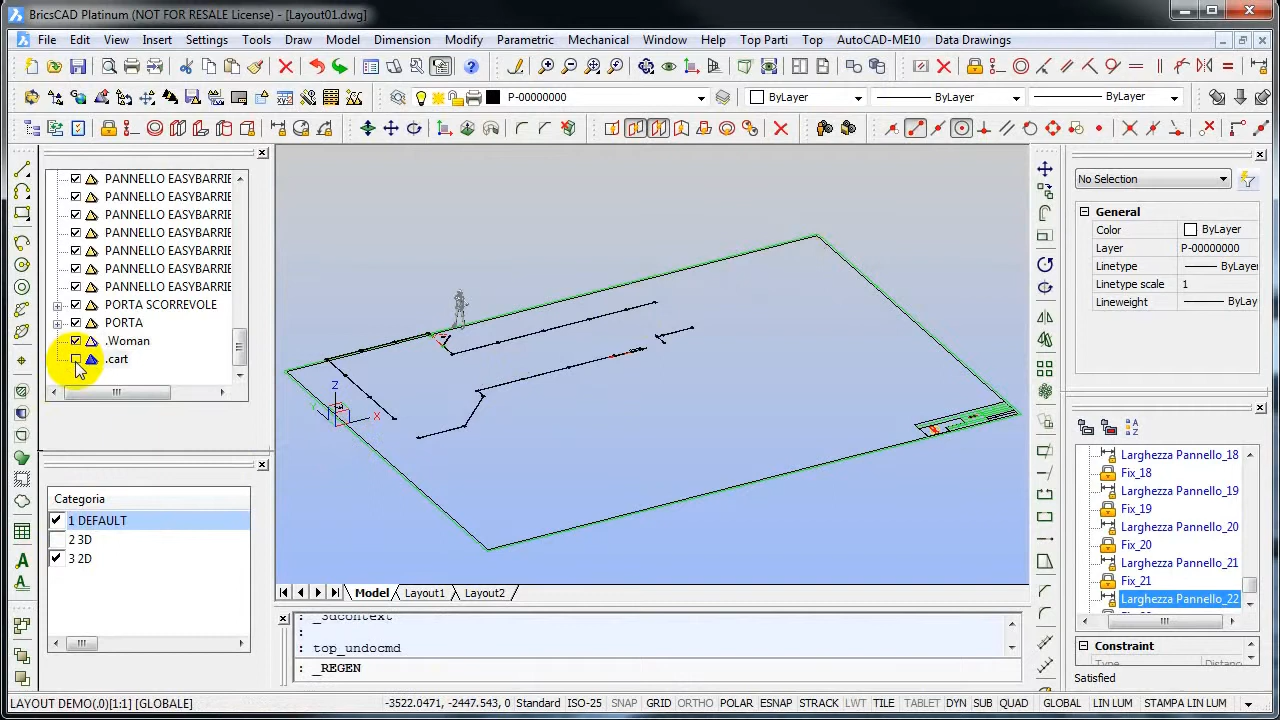 BricsCAD Platinum (NOT FOR RESALE License) - [Layout01.dwg]
File Edit View Insert Settings Tools Draw Model Dimension Modify Parametric Mechanical Window Help Top Parti Top AutoCAD-ME10 Data Drawings
P-00000000 ByLayer ByLayer ByLayer
PANNELLO EASYBARRIE
PANNELLO EASYBARRIE
PANNELLO EASYBARRIE
PANNELLO EASYBARRIE
PANNELLO EASYBARRIE
PANNELLO EASYBARRIE
PANNELLO EASYBARRIE
PORTA SCORREVOLE
PORTA
.Woman
.cart
Categoria
1 DEFAULT
2 3D
3 2D
Z
Y
X
Model Layout1 Layout2
: _3dcontext
:
: top_undocmd
: _REGEN
No Selection
General
Color ByLayer
Layer P-00000000
Linetype ByLayer
Linetype scale 1
Lineweight ByLay
Larghezza Pannello_18
Fix_18
Larghezza Pannello_19
Fix_19
Larghezza Pannello_20
Fix_20
Larghezza Pannello_21
Fix_21
Larghezza Pannello_22
Constraint
Type Distance
Satisfied
LAYOUT DEMO(.0)[1:1] [GLOBALE] -3522.0471, -2447.543, 0 Standard ISO-25 SNAP GRID ORTHO POLAR ESNAP STRACK LWT TILE TABLET DYN SUB QUAD GLOBAL LIN LUM STAMPA LIN LUM